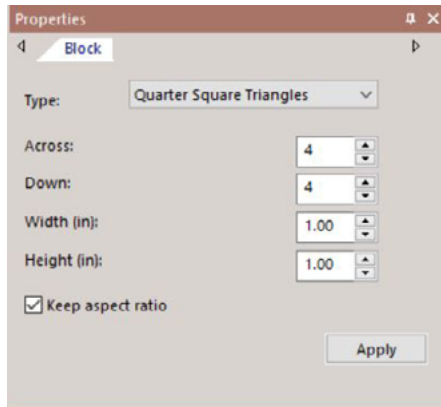 Properties
Block
Type: Quarter Square Triangles
Across: 4
Down: 4
Width (in): 1.00
Height (in): 1.00
Keep aspect ratio
Apply